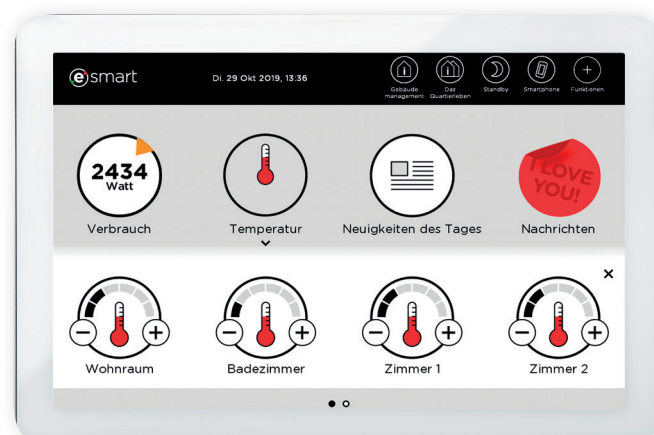 esmart
Di. 29 Okt 2019, 13:36
Gebäude
management
Das
Quartierleben
Standby
Smartphone
Funktionen
2434
Watt
I LOVE
YOU!
Verbrauch
Temperatur
Neuigkeiten des Tages
Nachrichten
Wohnraum
Badezimmer
Zimmer 1
Zimmer 2